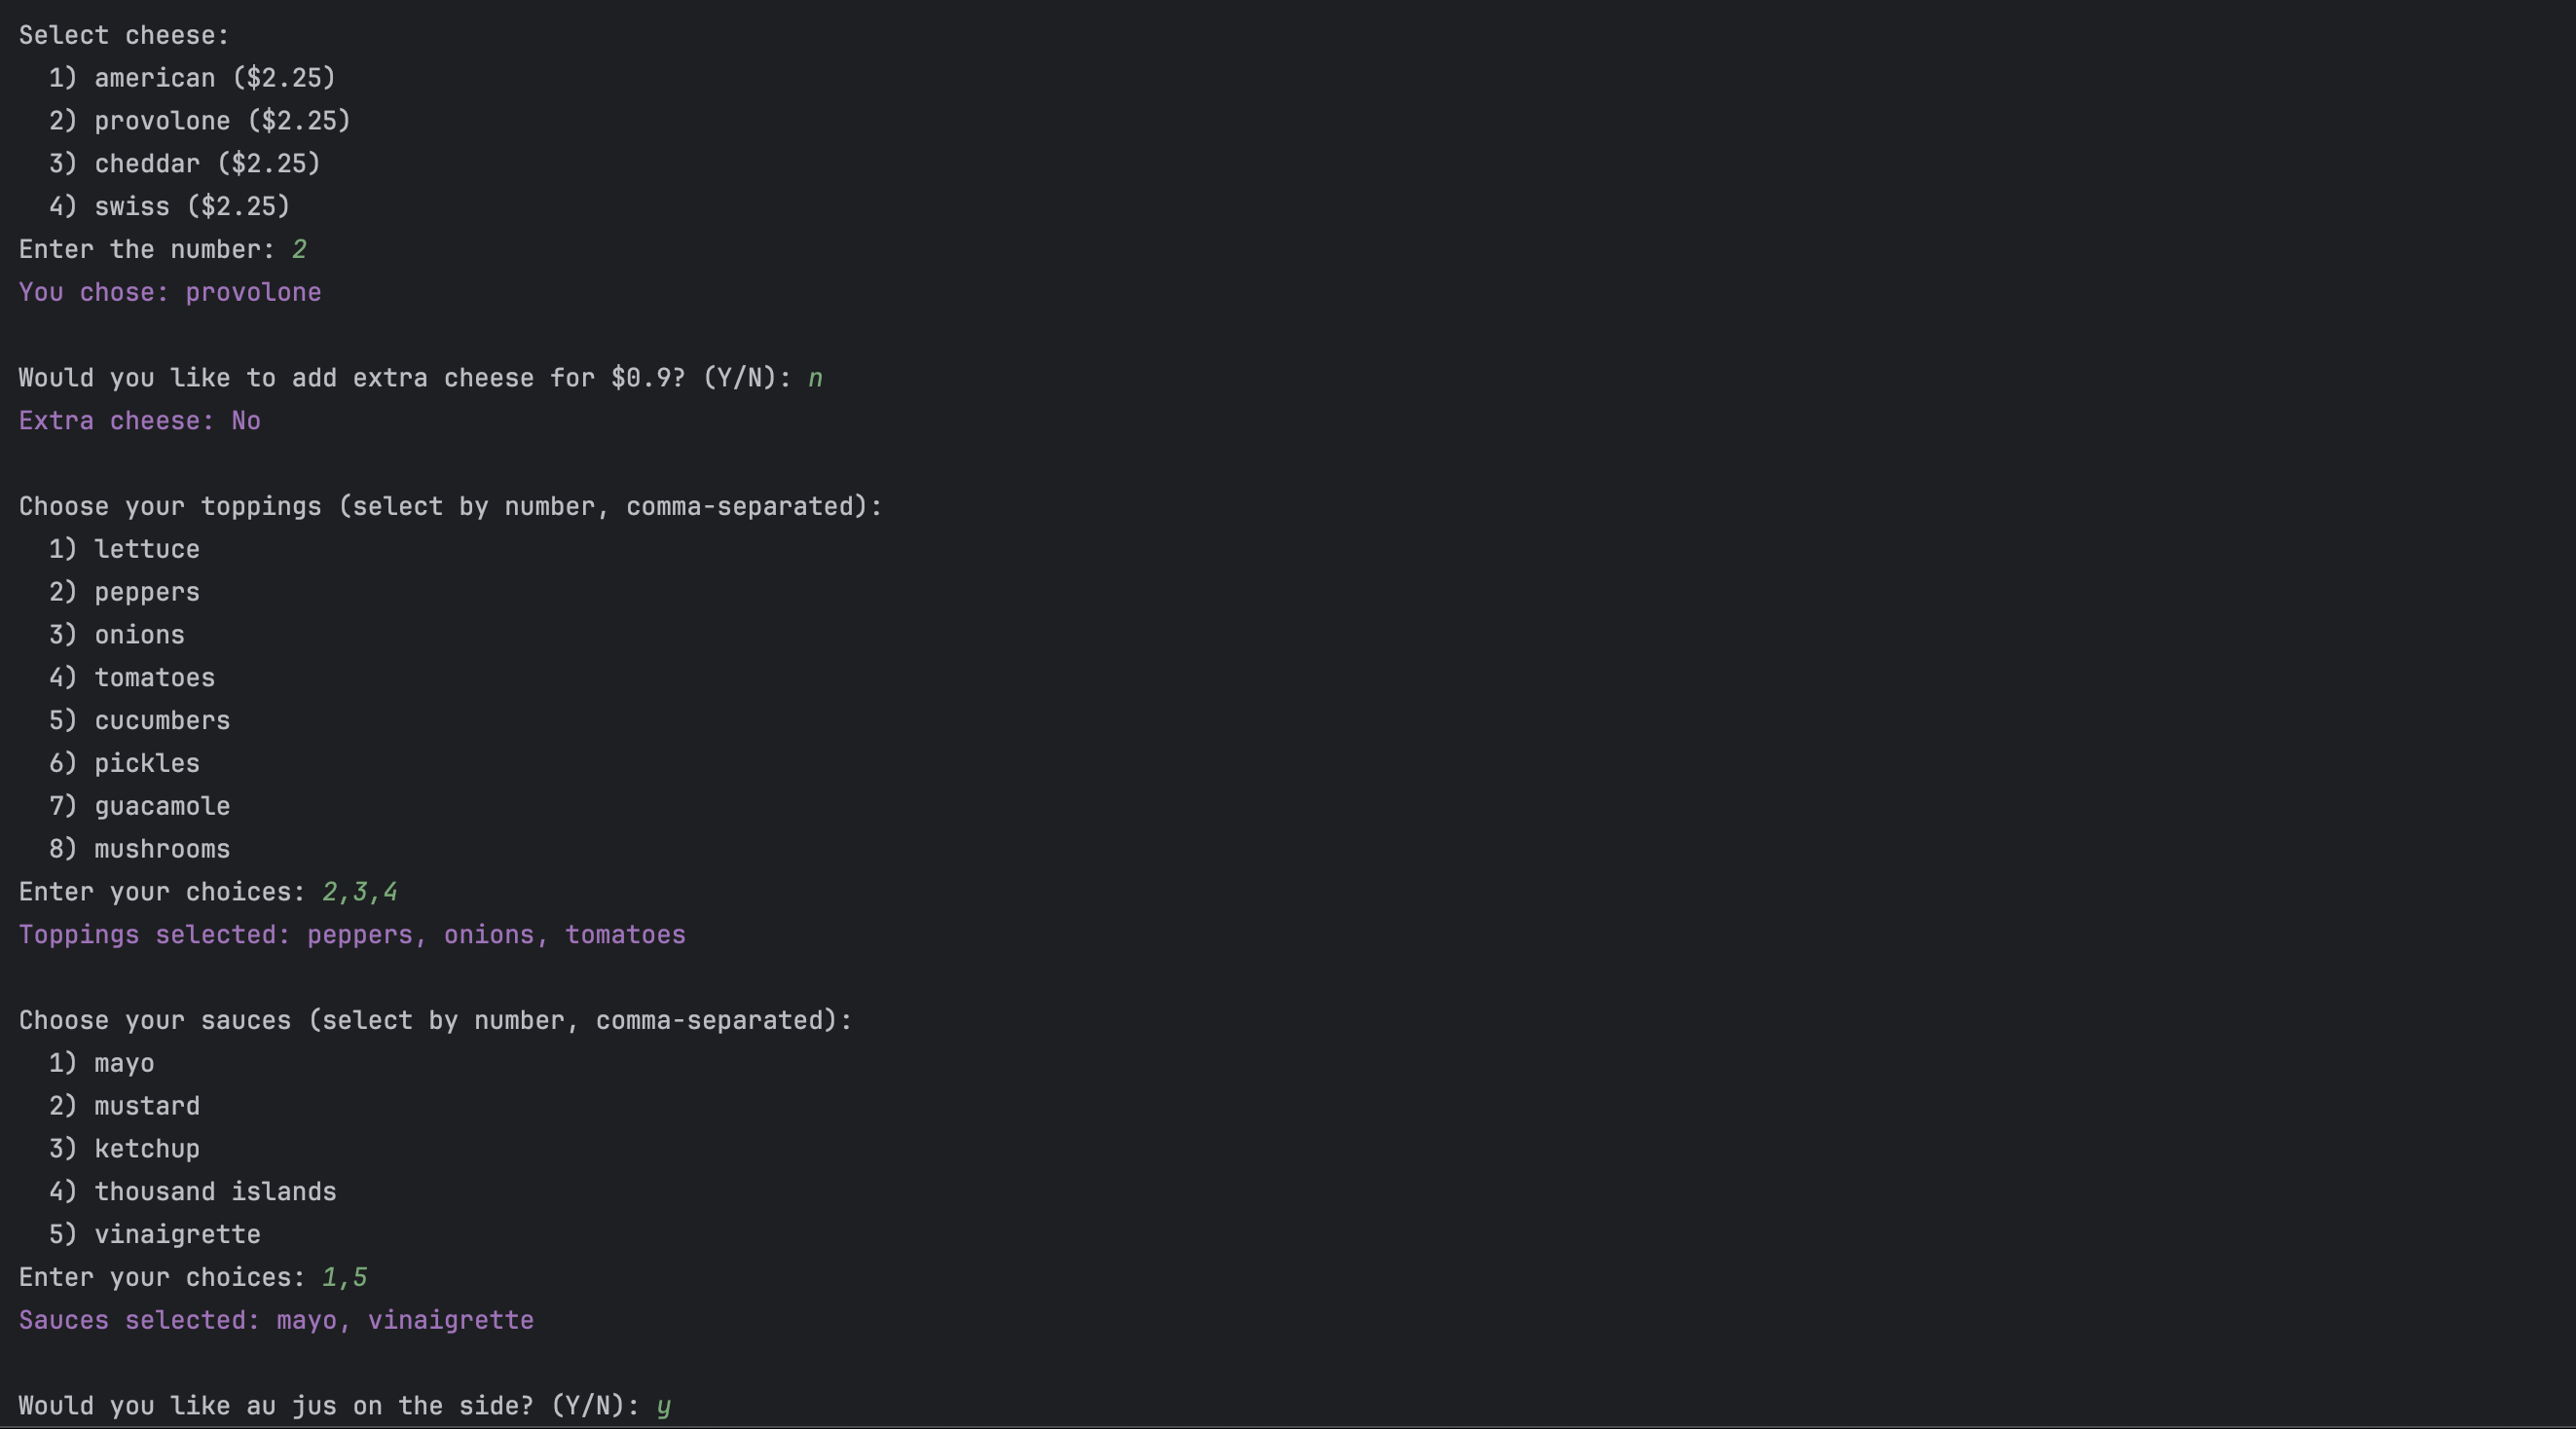 Select cheese:
  1) american ($2.25)
  2) provolone ($2.25)
  3) cheddar ($2.25)
  4) swiss ($2.25)
Enter the number: 2
You chose: provolone

Would you like to add extra cheese for $0.9? (Y/N): n
Extra cheese: No

Choose your toppings (select by number, comma-separated):
  1) lettuce
  2) peppers
  3) onions
  4) tomatoes
  5) cucumbers
  6) pickles
  7) guacamole
  8) mushrooms
Enter your choices: 2,3,4
Toppings selected: peppers, onions, tomatoes

Choose your sauces (select by number, comma-separated):
  1) mayo
  2) mustard
  3) ketchup
  4) thousand islands
  5) vinaigrette
Enter your choices: 1,5
Sauces selected: mayo, vinaigrette

Would you like au jus on the side? (Y/N): y